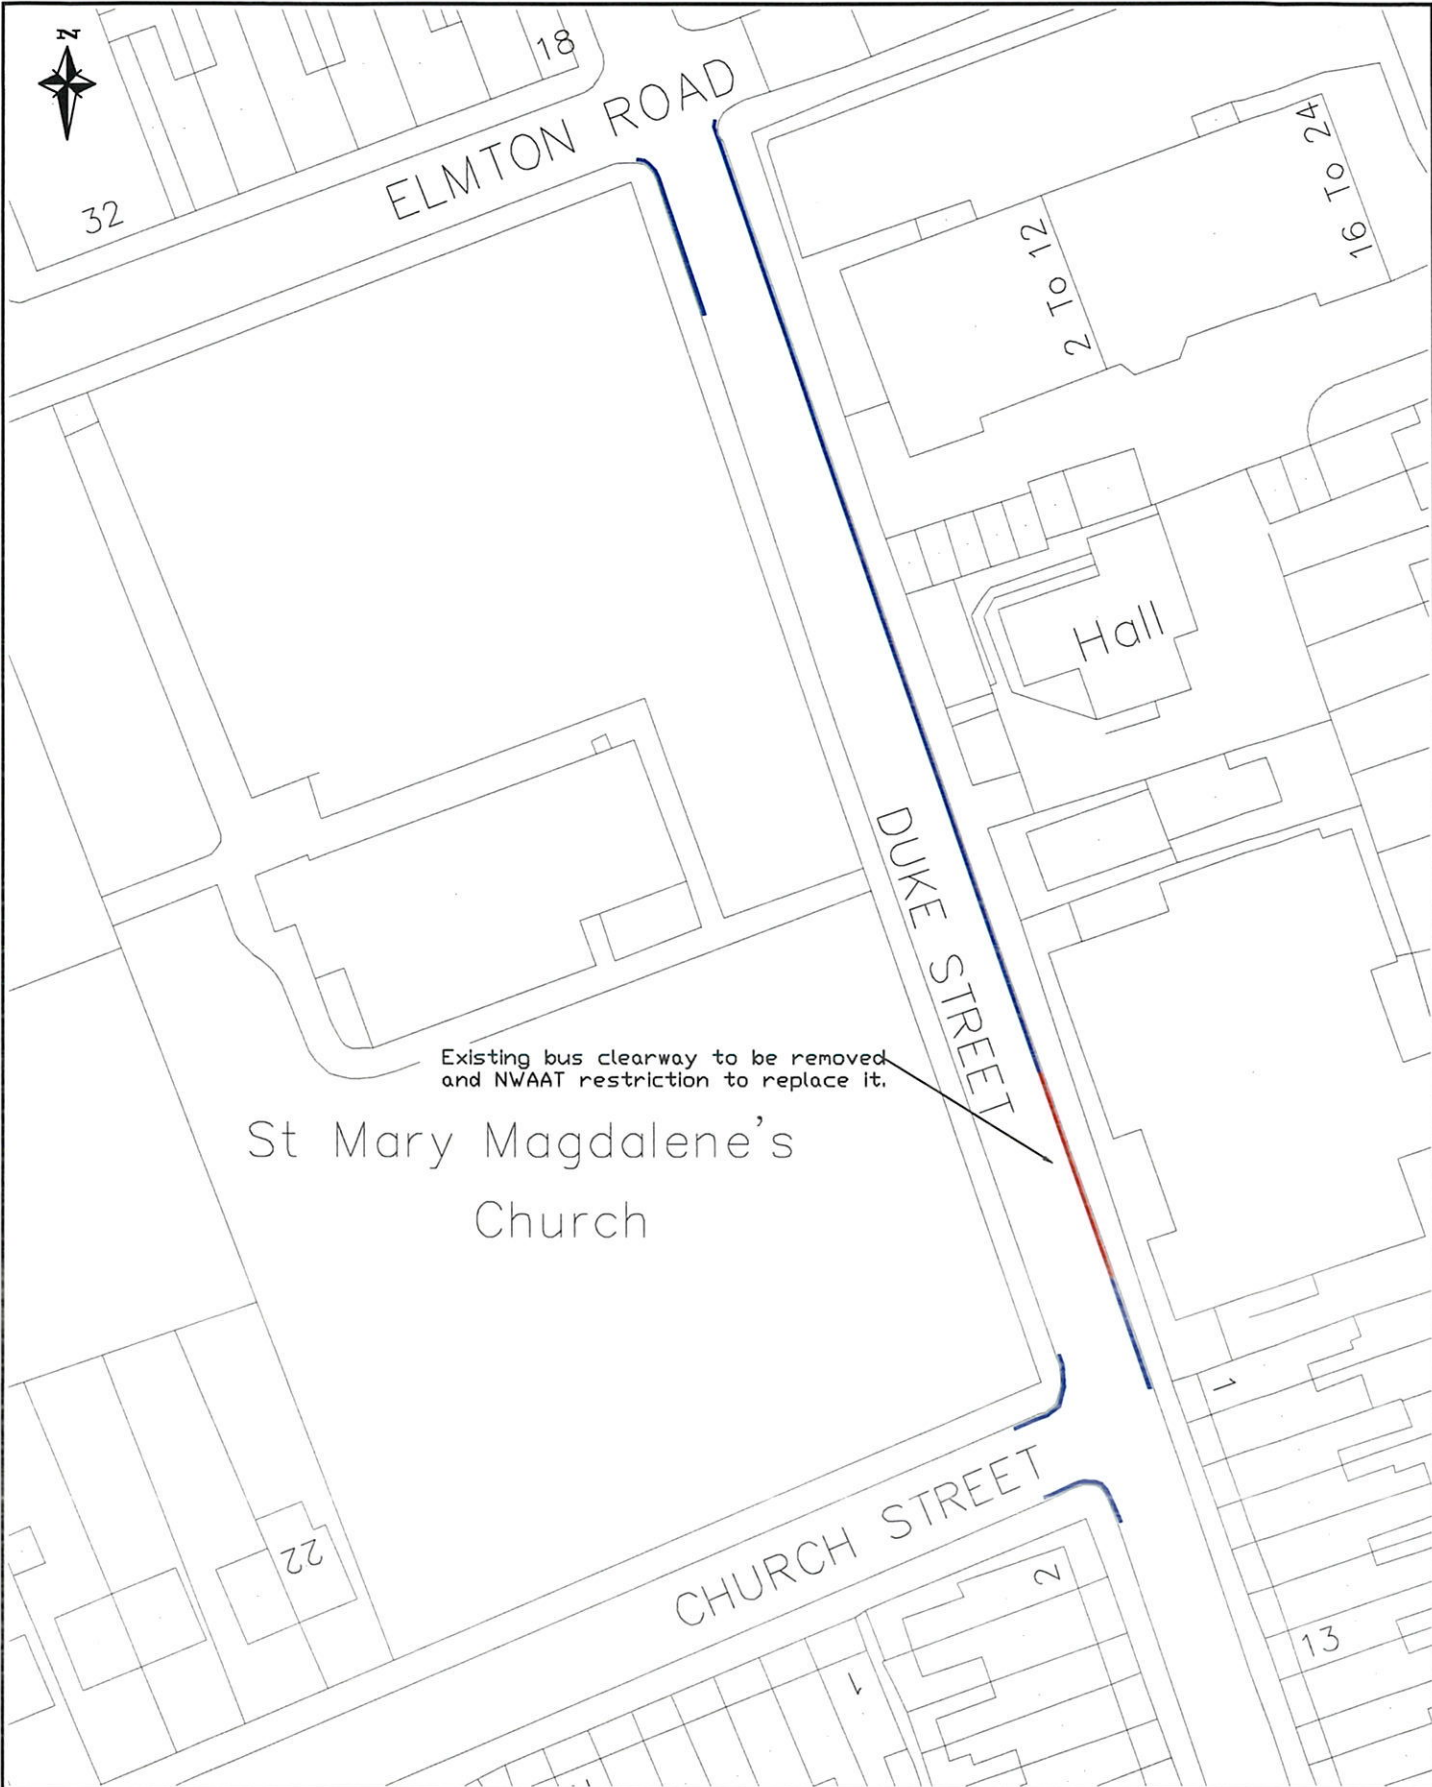 N
18
ELMTON ROAD
32
2 To 12
16 To 24
Hall
DUKE STREET
Existing bus clearway to be removed
and NWAAT restriction to replace it.
St Mary Magdalene's
Church
1
CHURCH STREET
22
2
13
1